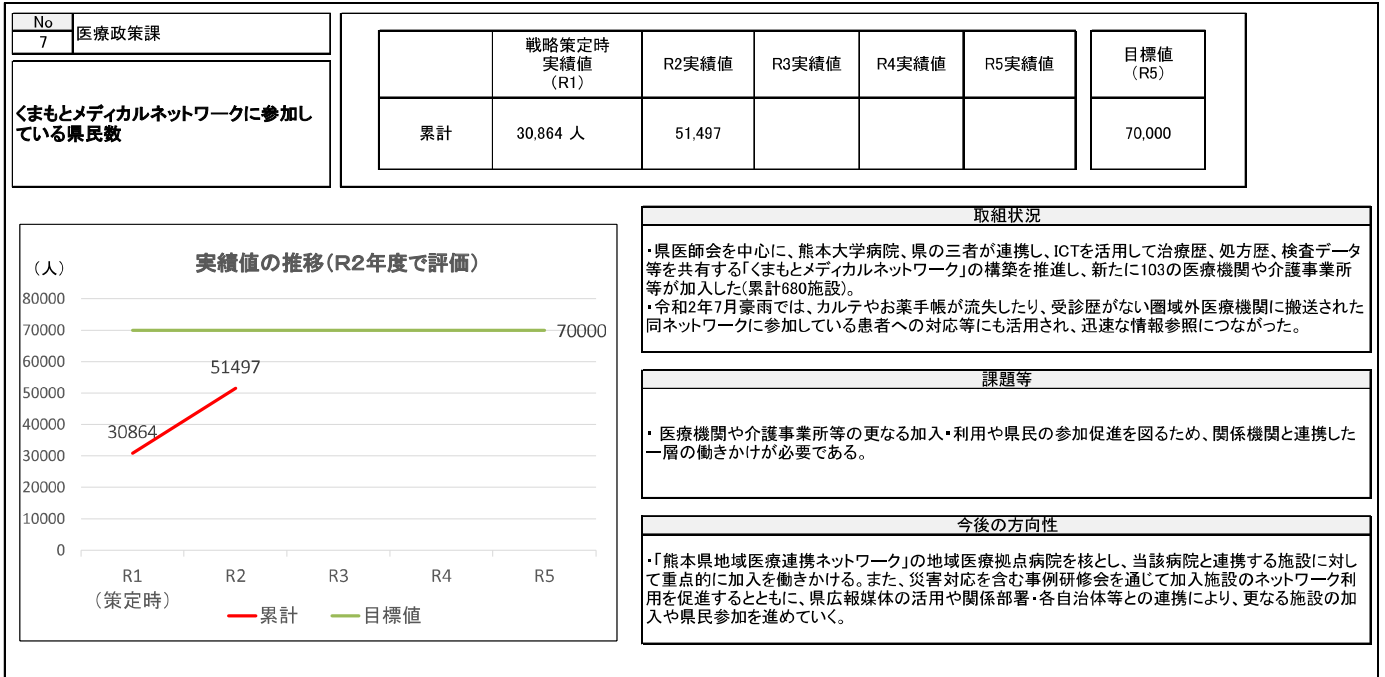 No
7
医療政策課
くまもとメディカルネットワークに参加し
ている県民数
戦略策定時
実績値
(R1)
R2実績値
R3実績値
R4実績値
R5実績値
目標値
(R5)
累計
30,864 人
51,497
70,000
実績値の推移(R2年度で評価)
(人)
80000
70000
60000
50000
40000
30000
20000
10000
0
70000
51497
30864
R1
(策定時)
R2
R3
R4
R5
累計
目標値
取組状況
・県医師会を中心に、熊本大学病院、県の三者が連携し、ICTを活用して治療歴、処方歴、検査データ
等を共有する「くまもとメディカルネットワーク」の構築を推進し、新たに103の医療機関や介護事業所
等が加入した(累計680施設)。
・令和2年7月豪雨では、カルテやお薬手帳が流失したり、受診歴がない圏域外医療機関に搬送された
同ネットワークに参加している患者への対応等にも活用され、迅速な情報参照につながった。
課題等
・ 医療機関や介護事業所等の更なる加入・利用や県民の参加促進を図るため、関係機関と連携した
一層の働きかけが必要である。
今後の方向性
・「熊本県地域医療連携ネットワーク」の地域医療拠点病院を核とし、当該病院と連携する施設に対し
て重点的に加入を働きかける。また、災害対応を含む事例研修会を通じて加入施設のネットワーク利
用を促進するとともに、県広報媒体の活用や関係部署・各自治体等との連携により、更なる施設の加
入や県民参加を進めていく。